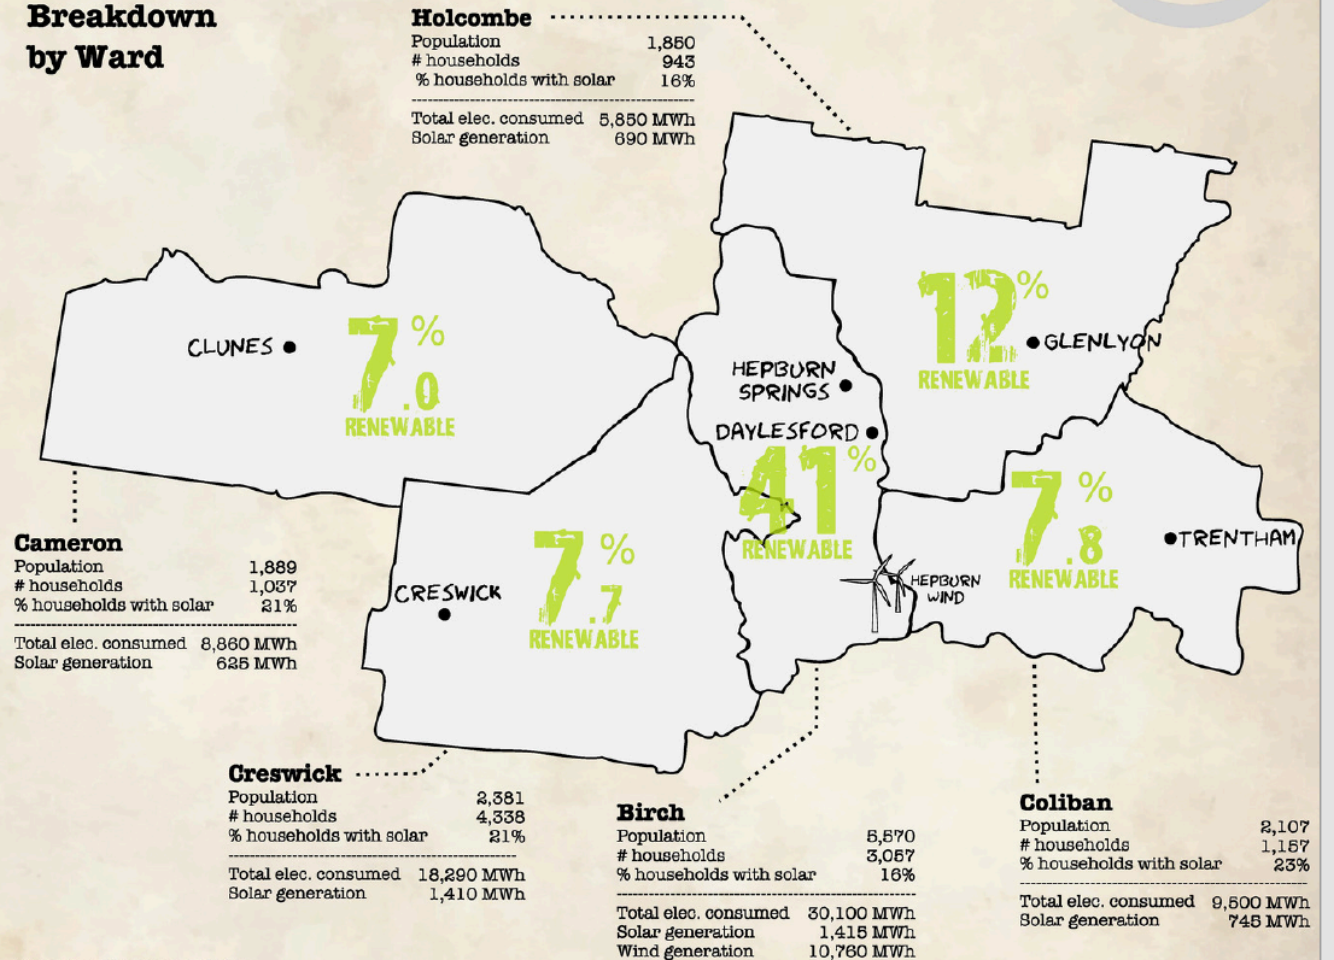 Breakdown
by Ward
Holcombe
Population 1,850
# households 943
% households with solar 16%
Total elec. consumed 5,850 MWh
Solar generation 690 MWh
12%
RENEWABLE
GLENLYON
CLUNES
7.0%
RENEWABLE
HEPBURN
SPRINGS
DAYLESFORD
41%
RENEWABLE
7.8%
RENEWABLE
TRENTHAM
HEPBURN
WIND
CRESWICK
7.7%
RENEWABLE
Cameron
Population 1,889
# households 1,037
% households with solar 21%
Total elec. consumed 8,860 MWh
Solar generation 625 MWh
Creswick
Population 2,381
# households 4,338
% households with solar 21%
Total elec. consumed 18,290 MWh
Solar generation 1,410 MWh
Birch
Population 5,570
# households 3,057
% households with solar 16%
Total elec. consumed 30,100 MWh
Solar generation 1,415 MWh
Wind generation 10,760 MWh
Coliban
Population 2,107
# households 1,157
% households with solar 23%
Total elec. consumed 9,500 MWh
Solar generation 745 MWh